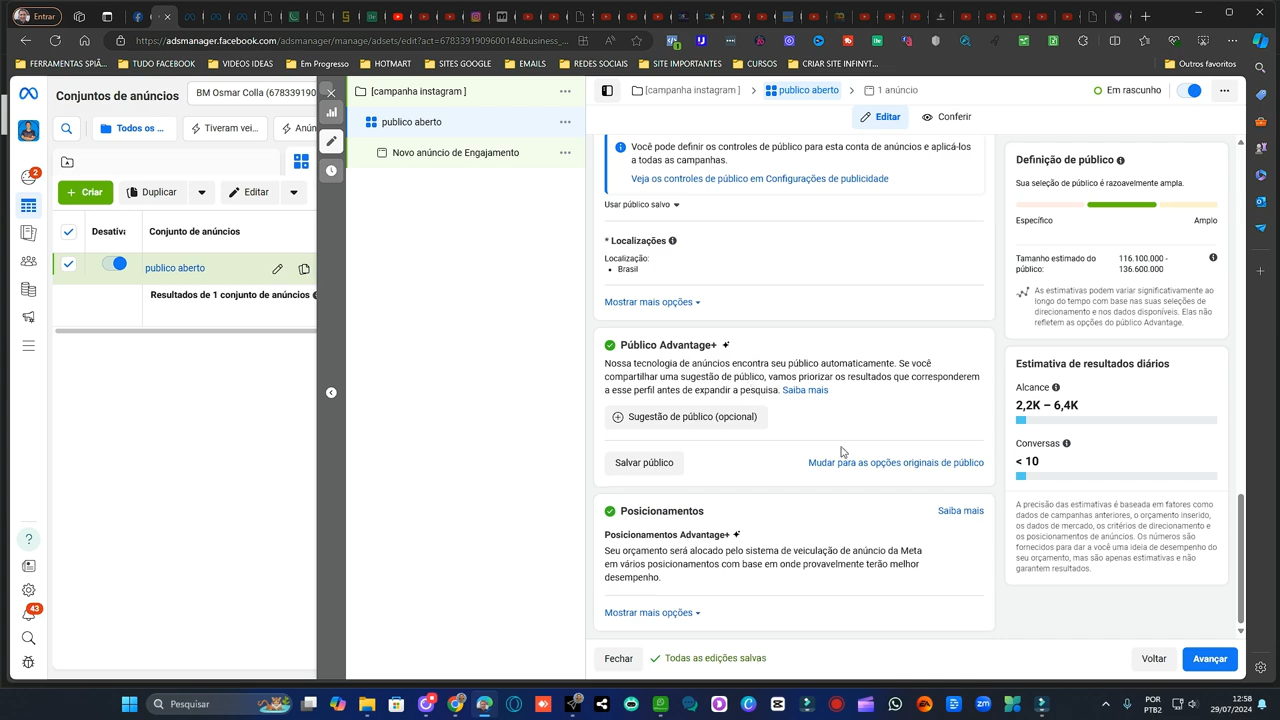 Entrar
https://adsmanager.facebook.com/adsmanager/manage/adsets/edit?act=678339190960014&business_...
FERRAMENTAS SPIÃ...
TUDO FACEBOOK
VIDEOS IDEAS
Em Progresso
HOTMART
SITES GOOGLE
EMAILS
REDES SOCIAIS
SITE IMPORTANTES
CURSOS
CRIAR SITE INFINYT...
Outros favoritos
Conjuntos de anúncios
BM Osmar Colla (678339190
Todos os ...
Tiveram vei...
Anún
Criar
Duplicar
Editar
Desativa
Conjunto de anúncios
publico aberto
Resultados de 1 conjunto de anúncios
2
43
[campanha instagram ]
publico aberto
Novo anúncio de Engajamento
[campanha instagram ]
publico aberto
1 anúncio
Em rascunho
Editar
Conferir
Você pode definir os controles de público para esta conta de anúncios e aplicá-los
a todas as campanhas.
Veja os controles de público em Configurações de publicidade
Usar público salvo
* Localizações
Localização:
• Brasil
Mostrar mais opções
Público Advantage+
Nossa tecnologia de anúncios encontra seu público automaticamente. Se você
compartilhar uma sugestão de público, vamos priorizar os resultados que corresponderem
a esse perfil antes de expandir a pesquisa. Saiba mais
Sugestão de público (opcional)
Salvar público
Mudar para as opções originais de público
Posicionamentos
Saiba mais
Posicionamentos Advantage+
Seu orçamento será alocado pelo sistema de veiculação de anúncio da Meta
em vários posicionamentos com base em onde provavelmente terão melhor
desempenho.
Mostrar mais opções
Fechar
Todas as edições salvas
Voltar
Avançar
Definição de público
Sua seleção de público é razoavelmente ampla.
Específico
Amplo
Tamanho estimado do
público:
116.100.000 -
136.600.000
As estimativas podem variar significativamente ao
longo do tempo com base nas suas seleções de
direcionamento e nos dados disponíveis. Elas não
refletem as opções do público Advantage.
Estimativa de resultados diários
Alcance
2,2K – 6,4K
Conversas
< 10
A precisão das estimativas é baseada em fatores como
dados de campanhas anteriores, o orçamento inserido,
os dados de mercado, os critérios de direcionamento e
os posicionamentos de anúncios. Os números são
fornecidos para dar a você uma ideia de desempenho do
seu orçamento, mas são apenas estimativas e não
garantem resultados.
Pesquisar
POR
PTB2
12:58
29/07/2024